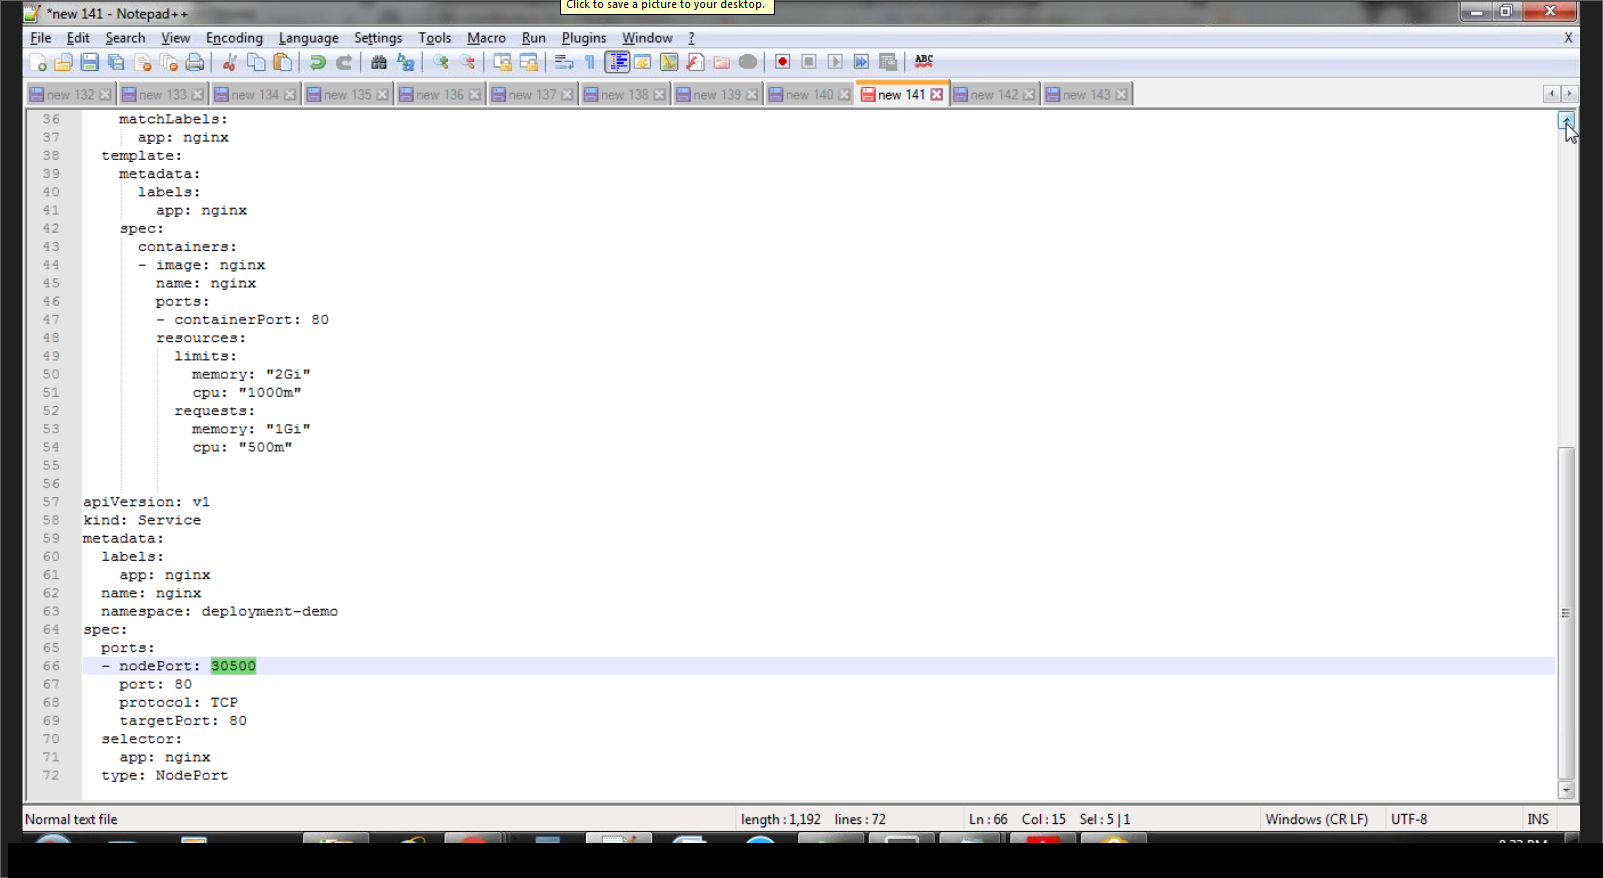 Click to save a picture to your desktop.
*new 141 - Notepad++
File Edit Search View Encoding Language Settings Tools Macro Run Plugins Window ? X
ABC
new 132 new 133 new 134 new 135 new 136 new 137 new 138 new 139 new 140 new 141 new 142 new 143
36 matchLabels:
37 app: nginx
38 template:
39 metadata:
40 labels:
41 app: nginx
42 spec:
43 containers:
44 - image: nginx
45 name: nginx
46 ports:
47 - containerPort: 80
48 resources:
49 limits:
50 memory: "2Gi"
51 cpu: "1000m"
52 requests:
53 memory: "1Gi"
54 cpu: "500m"
55
56
57 apiVersion: v1
58 kind: Service
59 metadata:
60 labels:
61 app: nginx
62 name: nginx
63 namespace: deployment-demo
64 spec:
65 ports:
66 - nodePort: 30500
67 port: 80
68 protocol: TCP
69 targetPort: 80
70 selector:
71 app: nginx
72 type: NodePort
Normal text file length : 1,192 lines : 72 Ln : 66 Col : 15 Sel : 5 | 1 Windows (CR LF) UTF-8 INS